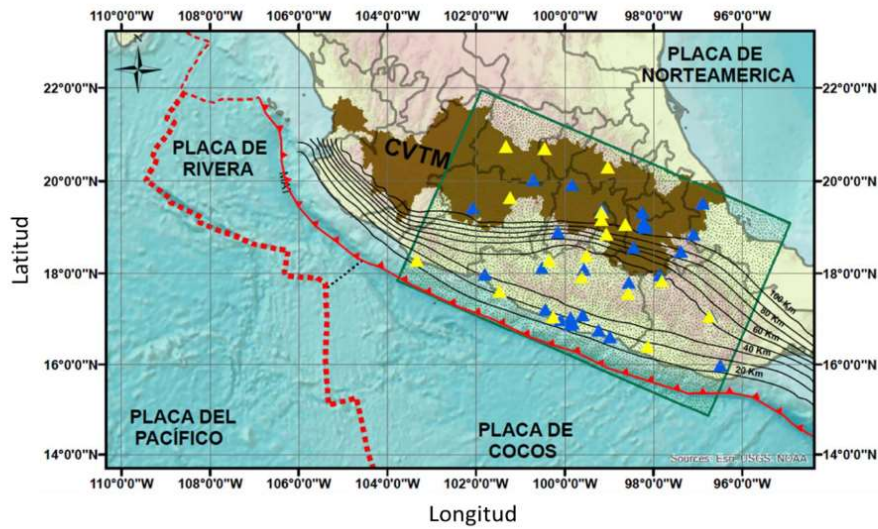 110°0'0"W 108°0'0"W 106°0'0"W 104°0'0"W 102°0'0"W 100°0'0"W 98°0'0"W 96°0'0"W
22°0'0"N
20°0'0"N
18°0'0"N
16°0'0"N
14°0'0"N
Latitud
PLACA DE
NORTEAMERICA
PLACA DE
RIVERA
CVTM
MAT
100 Km
80 Km
60 Km
40 Km
20 Km
PLACA DEL
PACÍFICO
PLACA DE
COCOS
Sources: Esri, USGS, NOAA
22°0'0"N
20°0'0"N
18°0'0"N
16°0'0"N
14°0'0"N
110°0'0"W 108°0'0"W 106°0'0"W 104°0'0"W 102°0'0"W 100°0'0"W 98°0'0"W 96°0'0"W
Longitud